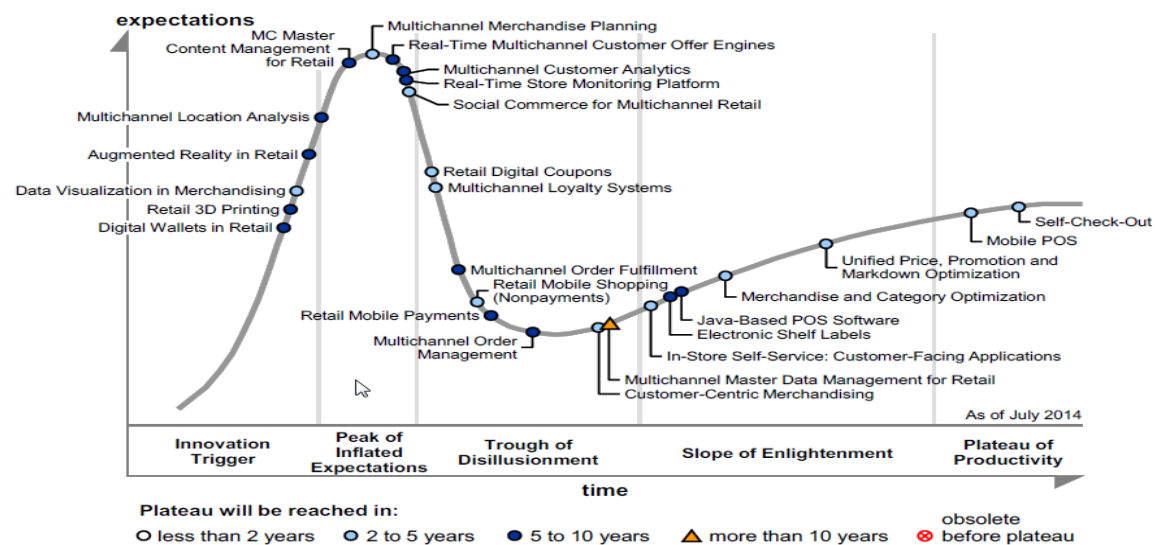 expectations
Multichannel Merchandise Planning
MC Master
Content Management
for Retail
Real-Time Multichannel Customer Offer Engines
Multichannel Customer Analytics
Real-Time Store Monitoring Platform
Social Commerce for Multichannel Retail
Multichannel Location Analysis
Augmented Reality in Retail
Data Visualization in Merchandising
Retail 3D Printing
Digital Wallets in Retail
Retail Digital Coupons
Multichannel Loyalty Systems
Multichannel Order Fulfillment
Retail Mobile Shopping
(Nonpayments)
Retail Mobile Payments
Multichannel Order
Management
Self-Check-Out
Mobile POS
Unified Price, Promotion and
Markdown Optimization
Merchandise and Category Optimization
Java-Based POS Software
Electronic Shelf Labels
In-Store Self-Service: Customer-Facing Applications
Multichannel Master Data Management for Retail
Customer-Centric Merchandising
As of July 2014
Innovation
Trigger
Peak of
Inflated
Expectations
Trough of
Disillusionment
Slope of Enlightenment
Plateau of
Productivity
time
Plateau will be reached in:
less than 2 years
2 to 5 years
5 to 10 years
more than 10 years
obsolete
before plateau